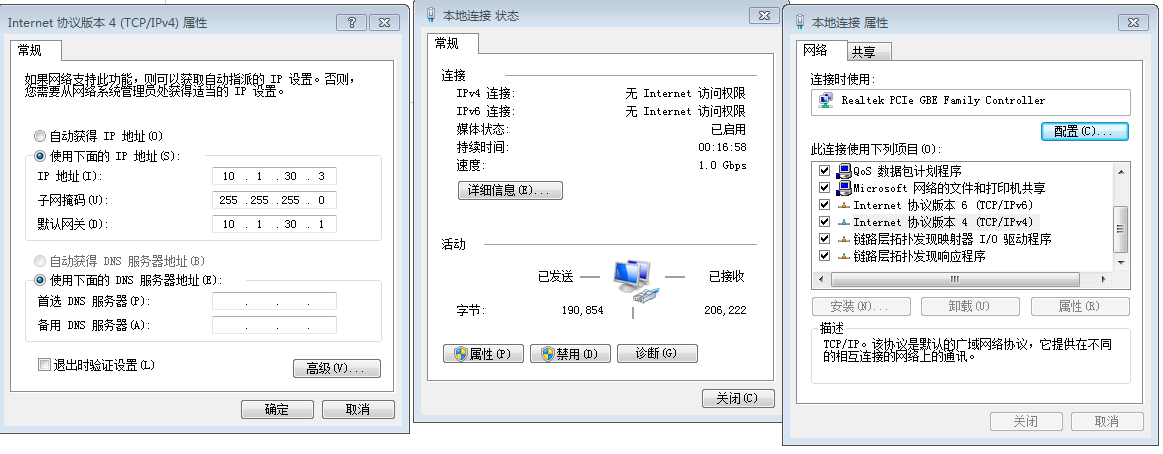 Internet 协议版本 4 (TCP/IPv4) 属性
常规
如果网络支持此功能，则可以获取自动指派的 IP 设置。否则，
您需要从网络系统管理员处获得适当的 IP 设置。
自动获得 IP 地址(O)
使用下面的 IP 地址(S):
IP 地址(I): 10 . 1 . 30 . 3
子网掩码(U): 255 .255 .255 . 0
默认网关(D): 10 . 1 . 30 . 1
自动获得 DNS 服务器地址(B)
使用下面的 DNS 服务器地址(E):
首选 DNS 服务器(P): . . .
备用 DNS 服务器(A): . . .
退出时验证设置(L)
高级(V)...
确定 取消
本地连接 状态
常规
连接
IPv4 连接: 无 Internet 访问权限
IPv6 连接: 无 Internet 访问权限
媒体状态: 已启用
持续时间: 00:16:58
速度: 1.0 Gbps
详细信息(E)...
活动
已发送 — — 已接收
字节: 190,854 | 206,222
属性(P) 禁用(D) 诊断(G)
关闭(C)
本地连接 属性
网络 共享
连接时使用:
Realtek PCIe GBE Family Controller
配置(C)...
此连接使用下列项目(O):
QoS 数据包计划程序
Microsoft 网络的文件和打印机共享
Internet 协议版本 6 (TCP/IPv6)
Internet 协议版本 4 (TCP/IPv4)
链路层拓扑发现映射器 I/O 驱动程序
链路层拓扑发现响应程序
安装(N)... 卸载(U) 属性(R)
描述
TCP/IP。该协议是默认的广域网络协议，它提供在不同
的相互连接的网络上的通讯。
关闭 取消